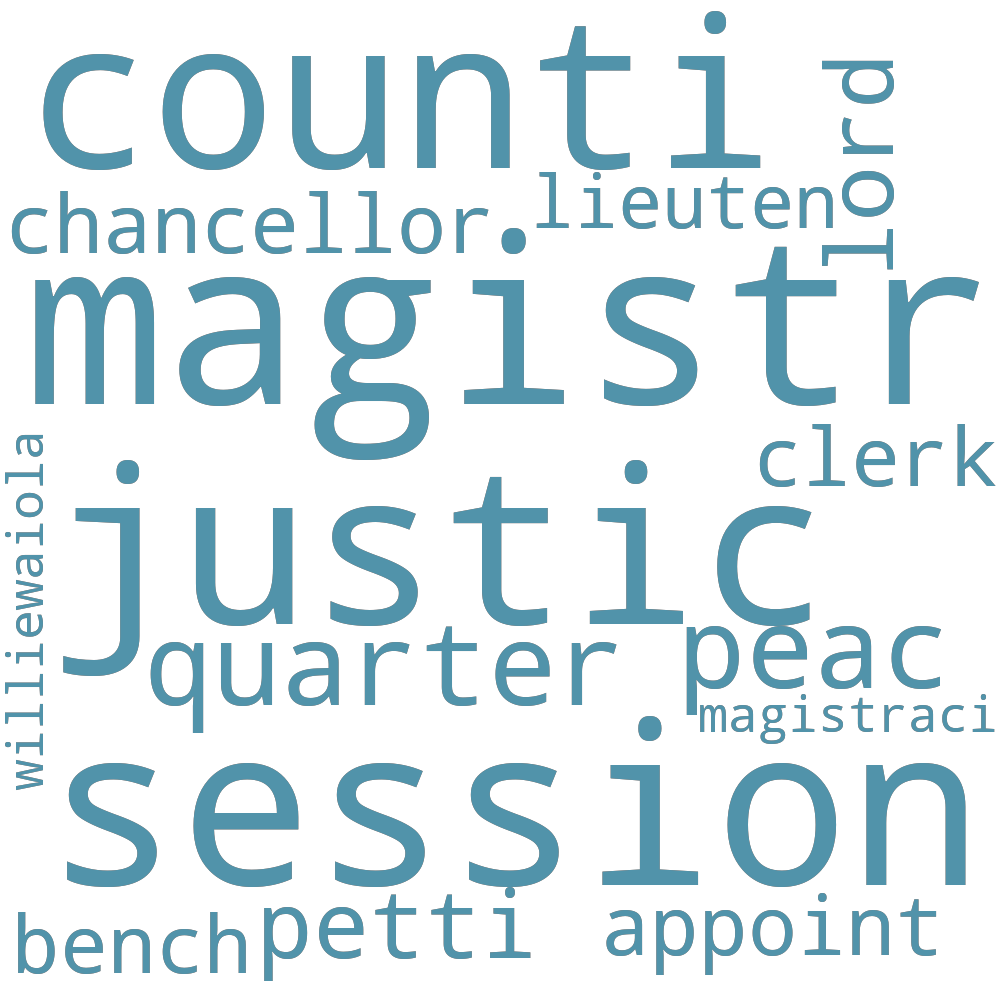 counti
lord
chancellor
lieuten
magistr
clerk
williewaiola
justic
quarter
peac
magistraci
session
bench
petti
appoint